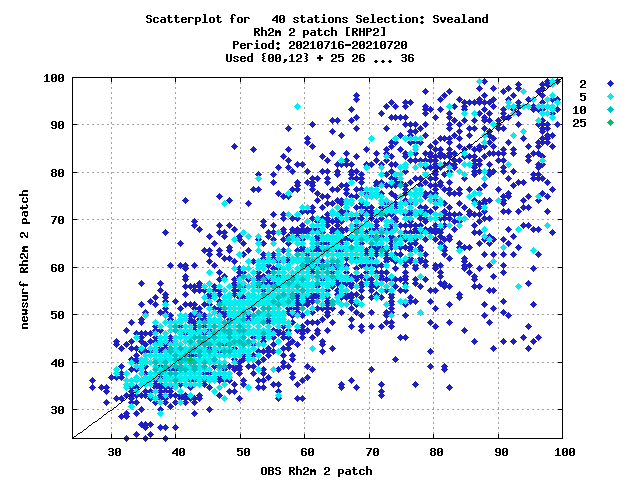 Scatterplot for 40 stations Selection: Svealand
Rh2m 2 patch [RHP2]
Period: 20210716-20210720
Used {00,12} + 25 26 ... 36
100
90
80
70
60
50
40
30
newsurf Rh2m 2 patch
2
5
10
25
30 40 50 60 70 80 90 100
OBS Rh2m 2 patch